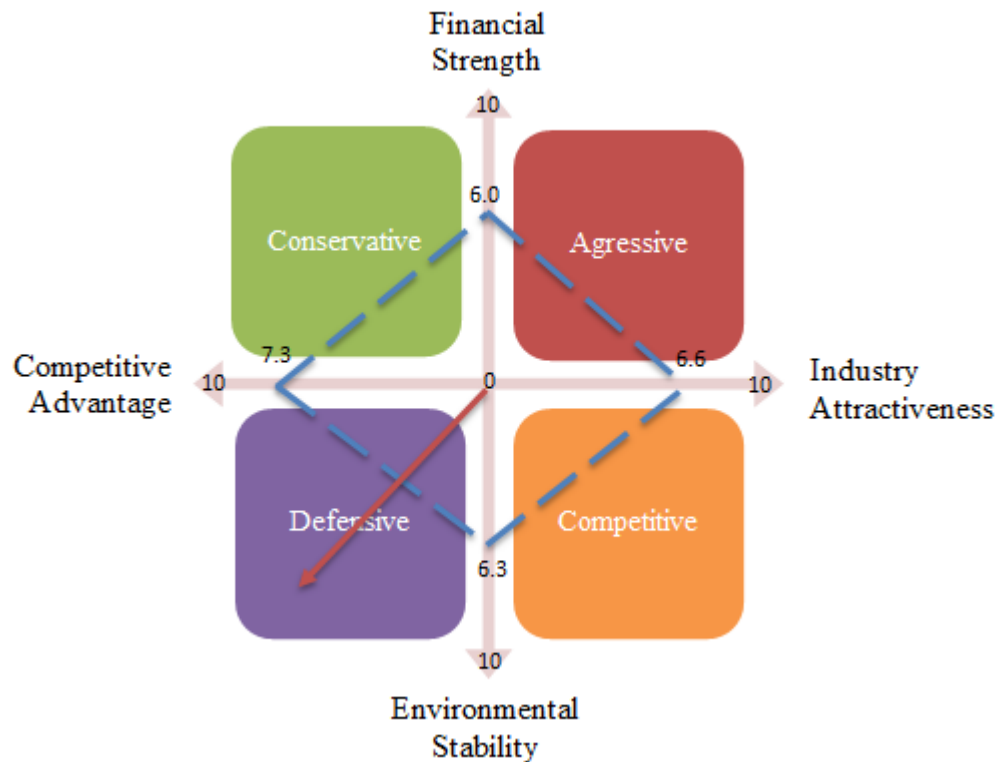 Financial
Strength
10
6.0
Conservative
Agressive
7.3
6.6
Competitive
Advantage
10
0
10
Industry
Attractiveness
Defensive
Competitive
6.3
10
Environmental
Stability